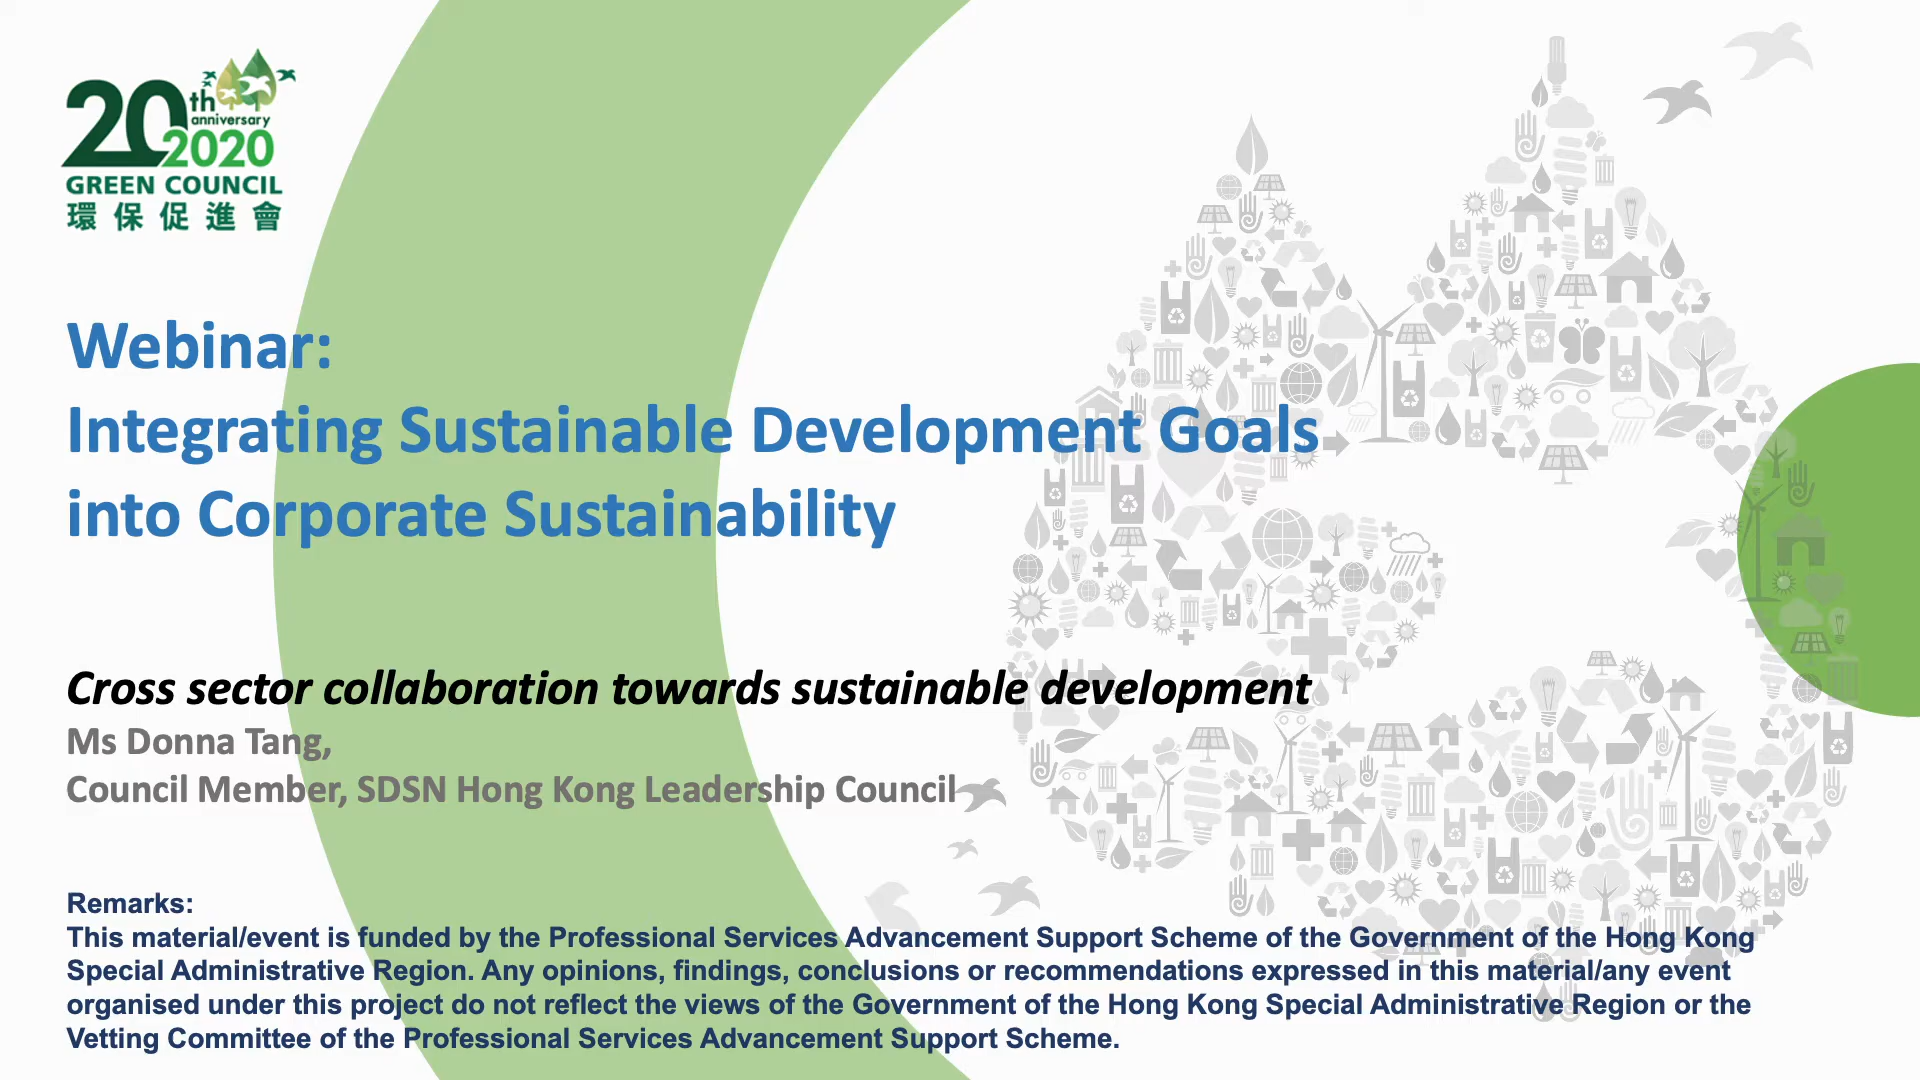 20th
anniversary
2020
GREEN COUNCIL
環保促進會
Webinar:
Integrating Sustainable Development Goals
into Corporate Sustainability
Cross sector collaboration towards sustainable development
Ms Donna Tang,
Council Member, SDSN Hong Kong Leadership Council
Remarks:
This material/event is funded by the Professional Services Advancement Support Scheme of the Government of the Hong Kong
Special Administrative Region. Any opinions, findings, conclusions or recommendations expressed in this material/any event
organised under this project do not reflect the views of the Government of the Hong Kong Special Administrative Region or the
Vetting Committee of the Professional Services Advancement Support Scheme.